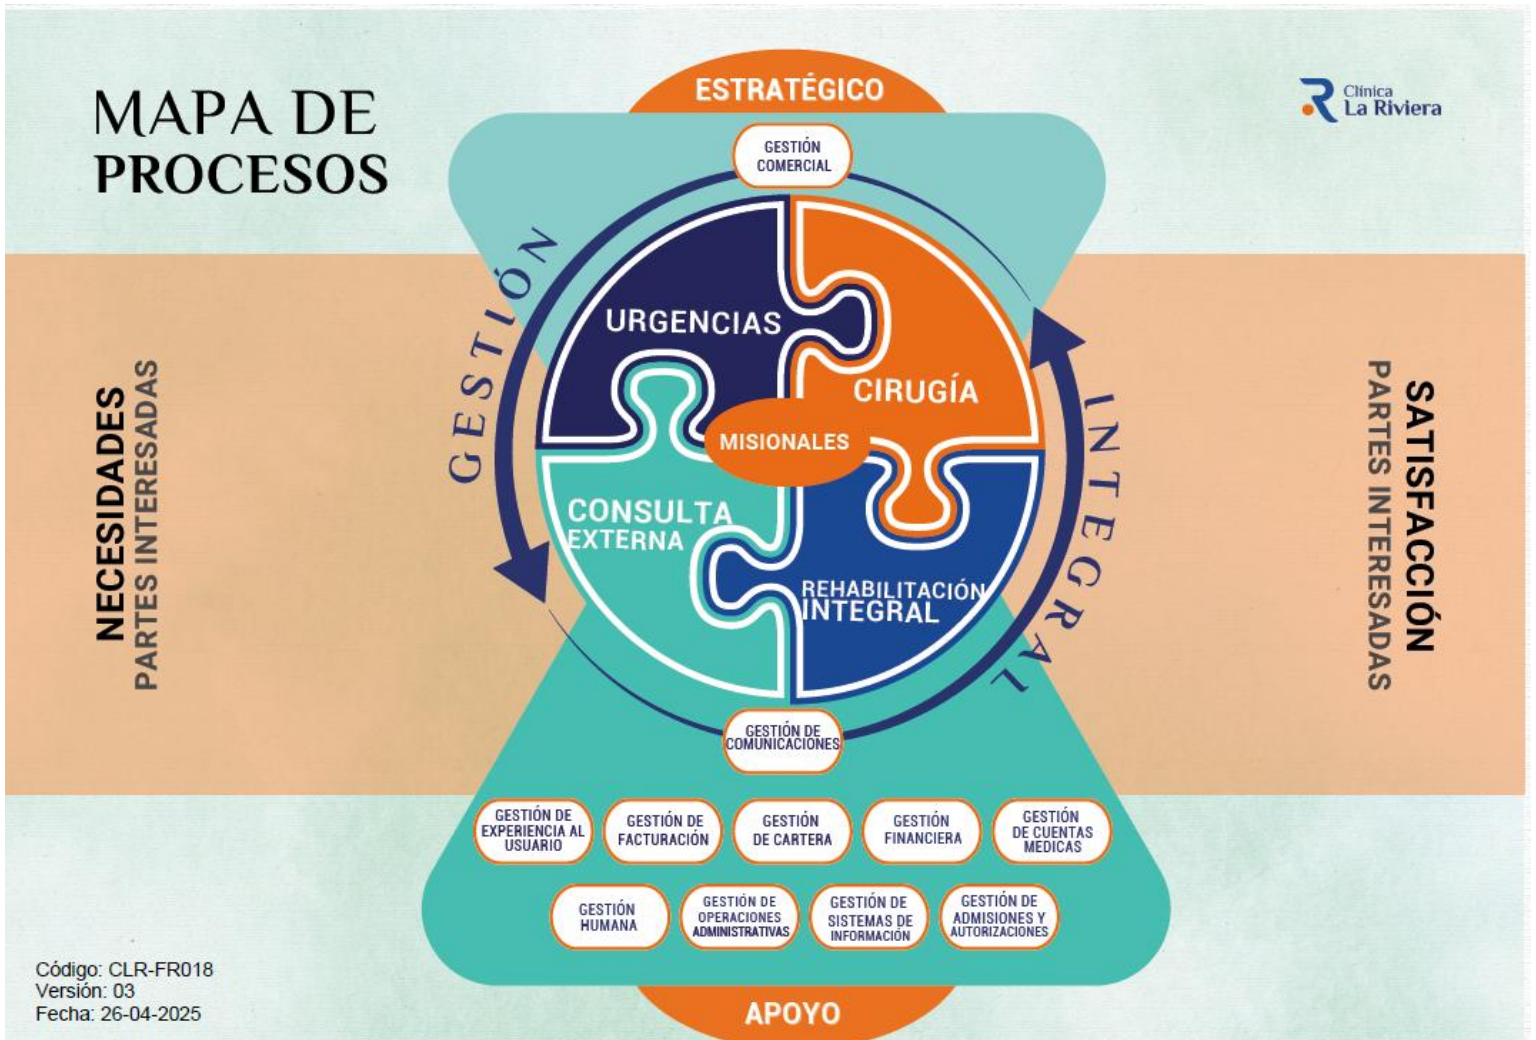 MAPA DE
PROCESOS
ESTRATÉGICO
Clínica
La Riviera
GESTIÓN
COMERCIAL
GESTIÓN
INTEGRAL
URGENCIAS
CIRUGÍA
MISIONALES
CONSULTA
EXTERNA
REHABILITACIÓN
INTEGRAL
NECESIDADES
PARTES INTERESADAS
SATISFACCIÓN
PARTES INTERESADAS
GESTIÓN DE
COMUNICACIONES
GESTIÓN DE
EXPERIENCIA AL
USUARIO
GESTIÓN DE
FACTURACIÓN
GESTIÓN
DE CARTERA
GESTIÓN
FINANCIERA
GESTIÓN
DE CUENTAS
MEDICAS
GESTIÓN
HUMANA
GESTIÓN DE
OPERACIONES
ADMINISTRATIVAS
GESTIÓN DE
SISTEMAS DE
INFORMACIÓN
GESTIÓN DE
ADMISIONES Y
AUTORIZACIONES
Código: CLR-FR018
Versión: 03
Fecha: 26-04-2025
APOYO